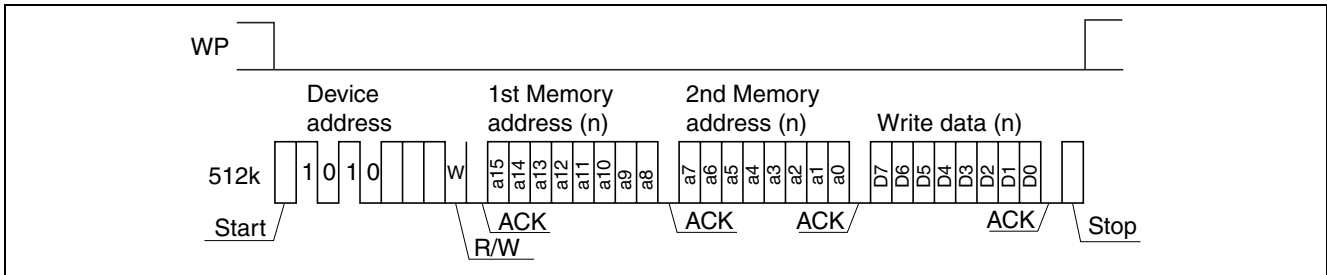 WP
Device address
1st Memory address (n)
2nd Memory address (n)
Write data (n)
512k
1 0 1 0
W
a15 a14 a13 a12 a11 a10 a9 a8
a7 a6 a5 a4 a3 a2 a1 a0
D7 D6 D5 D4 D3 D2 D1 D0
Start
R/W
ACK
ACK
ACK
ACK
Stop